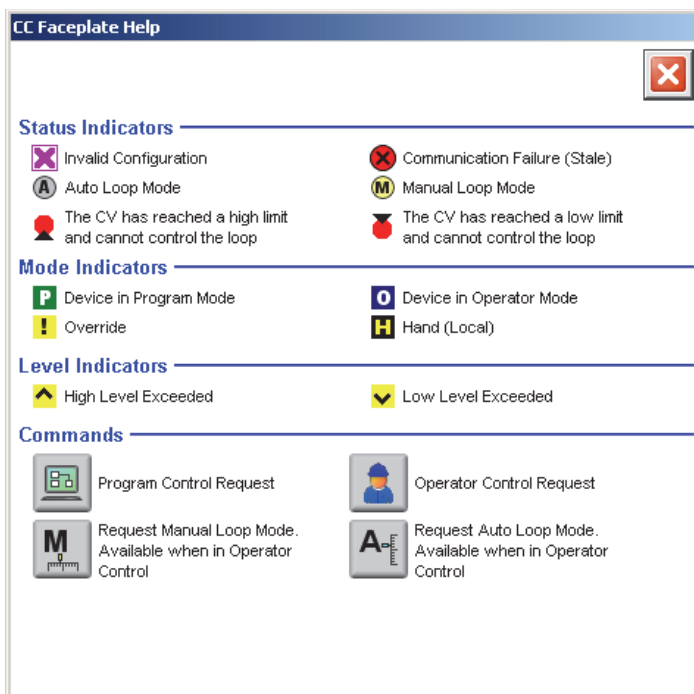 CC Faceplate Help
Status Indicators
Invalid Configuration
Communication Failure (Stale)
A
Auto Loop Mode
M
Manual Loop Mode
The CV has reached a high limit
and cannot control the loop
The CV has reached a low limit
and cannot control the loop
Mode Indicators
P
Device in Program Mode
O
Device in Operator Mode
!
Override
H
Hand (Local)
Level Indicators
High Level Exceeded
Low Level Exceeded
Commands
Program Control Request
Operator Control Request
M
Request Manual Loop Mode.
Available when in Operator
Control
A
Request Auto Loop Mode.
Available when in Operator
Control